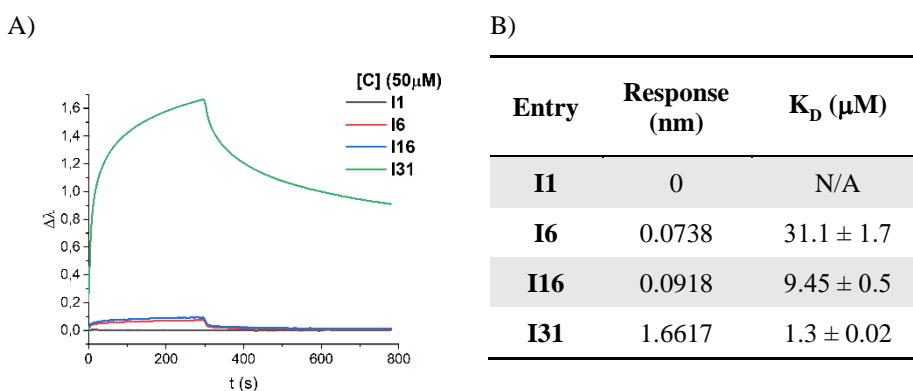 A)
B)
[C] (50μM)
I1
I6
I16
I31
1,6
1,4
1,2
1,0
0,8
0,6
0,4
0,2
0,0
Δλ
0 200 400 600 800
t (s)
Entry Response (nm) K_D (μM)
I1 0 N/A
I6 0.0738 31.1 ± 1.7
I16 0.0918 9.45 ± 0.5
I31 1.6617 1.3 ± 0.02